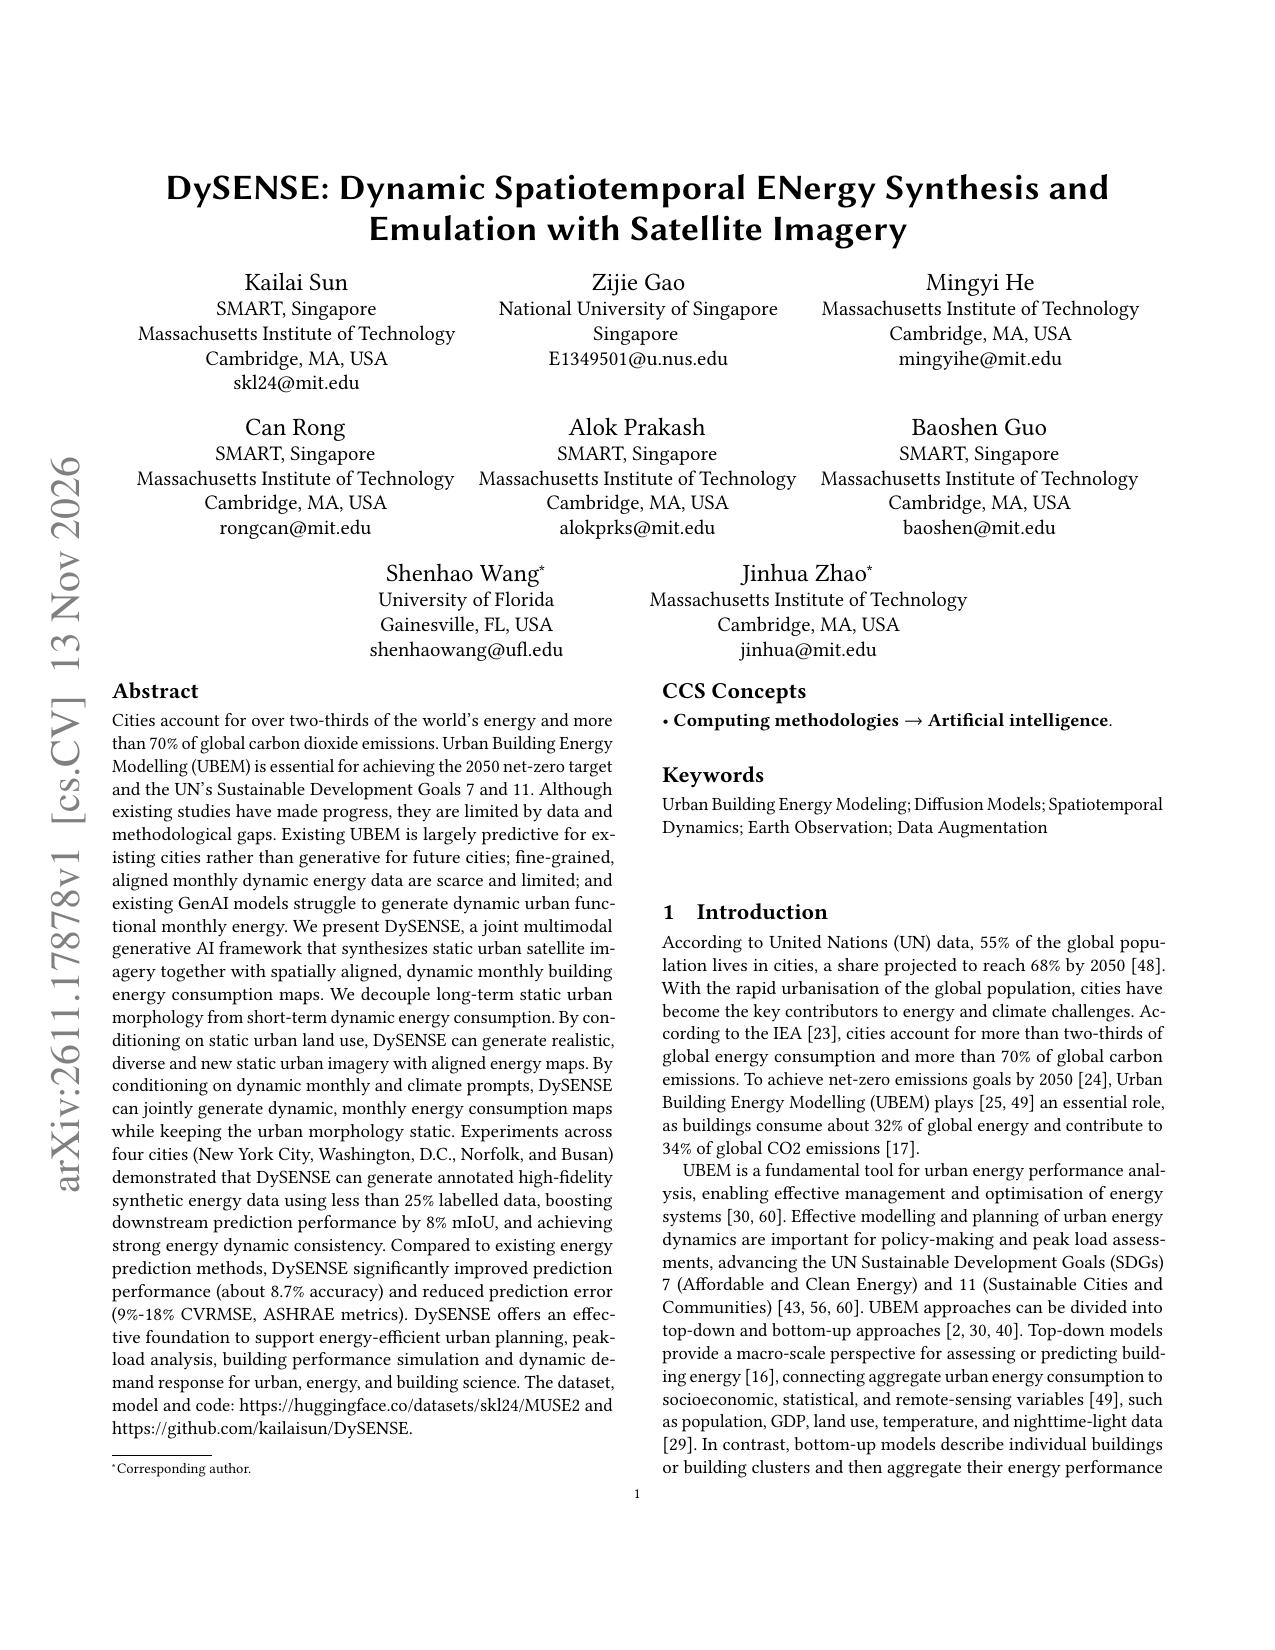 DySENSE: Dynamic Spatiotemporal ENergy Synthesis and
Emulation with Satellite Imagery
Kailai Sun
SMART, Singapore
Massachusetts Institute of Technology
Cambridge, MA, USA
skl24@mit.edu
Zijie Gao
National University of Singapore
Singapore
E1349501@u.nus.edu
Mingyi He
Massachusetts Institute of Technology
Cambridge, MA, USA
mingyihe@mit.edu
Can Rong
SMART, Singapore
Massachusetts Institute of Technology
Cambridge, MA, USA
rongcan@mit.edu
Alok Prakash
SMART, Singapore
Massachusetts Institute of Technology
Cambridge, MA, USA
alokprks@mit.edu
Baoshen Guo
SMART, Singapore
Massachusetts Institute of Technology
Cambridge, MA, USA
baoshen@mit.edu
Shenhao Wang*
University of Florida
Gainesville, FL, USA
shenhaowang@ufl.edu
Jinhua Zhao*
Massachusetts Institute of Technology
Cambridge, MA, USA
jinhua@mit.edu
arXiv:2611.17878v1 [cs.CV] 13 Nov 2026
Abstract
Cities account for over two-thirds of the world's energy and more
than 70% of global carbon dioxide emissions. Urban Building Energy
Modelling (UBEM) is essential for achieving the 2050 net-zero target
and the UN's Sustainable Development Goals 7 and 11. Although
existing studies have made progress, they are limited by data and
methodological gaps. Existing UBEM is largely predictive for ex-
isting cities rather than generative for future cities; fine-grained,
aligned monthly dynamic energy data are scarce and limited; and
existing GenAI models struggle to generate dynamic urban func-
tional monthly energy. We present DySENSE, a joint multimodal
generative AI framework that synthesizes static urban satellite im-
agery together with spatially aligned, dynamic monthly building
energy consumption maps. We decouple long-term static urban
morphology from short-term dynamic energy consumption. By con-
ditioning on static urban land use, DySENSE can generate realistic,
diverse and new static urban imagery with aligned energy maps. By
conditioning on dynamic monthly and climate prompts, DySENSE
can jointly generate dynamic, monthly energy consumption maps
while keeping the urban morphology static. Experiments across
four cities (New York City, Washington, D.C., Norfolk, and Busan)
demonstrated that DySENSE can generate annotated high-fidelity
synthetic energy data using less than 25% labelled data, boosting
downstream prediction performance by 8% mIoU, and achieving
strong energy dynamic consistency. Compared to existing energy
prediction methods, DySENSE significantly improved prediction
performance (about 8.7% accuracy) and reduced prediction error
(9%-18% CVRMSE, ASHRAE metrics). DySENSE offers an effec-
tive foundation to support energy-efficient urban planning, peak-
load analysis, building performance simulation and dynamic de-
mand response for urban, energy, and building science. The dataset,
model and code: https://huggingface.co/datasets/skl24/MUSE2 and
https://github.com/kailaisun/DySENSE.
*Corresponding author.
CCS Concepts
• Computing methodologies → Artificial intelligence.
Keywords
Urban Building Energy Modeling; Diffusion Models; Spatiotemporal
Dynamics; Earth Observation; Data Augmentation
1 Introduction
According to United Nations (UN) data, 55% of the global popu-
lation lives in cities, a share projected to reach 68% by 2050 [48].
With the rapid urbanisation of the global population, cities have
become the key contributors to energy and climate challenges. Ac-
cording to the IEA [23], cities account for more than two-thirds of
global energy consumption and more than 70% of global carbon
emissions. To achieve net-zero emissions goals by 2050 [24], Urban
Building Energy Modelling (UBEM) plays [25, 49] an essential role,
as buildings consume about 32% of global energy and contribute to
34% of global CO2 emissions [17].
UBEM is a fundamental tool for urban energy performance anal-
ysis, enabling effective management and optimisation of energy
systems [30, 60]. Effective modelling and planning of urban energy
dynamics are important for policy-making and peak load assess-
ments, advancing the UN Sustainable Development Goals (SDGs)
7 (Affordable and Clean Energy) and 11 (Sustainable Cities and
Communities) [43, 56, 60]. UBEM approaches can be divided into
top-down and bottom-up approaches [2, 30, 40]. Top-down models
provide a macro-scale perspective for assessing or predicting build-
ing energy [16], connecting aggregate urban energy consumption to
socioeconomic, statistical, and remote-sensing variables [49], such
as population, GDP, land use, temperature, and nighttime-light data
[29]. In contrast, bottom-up models describe individual buildings
or building clusters and then aggregate their energy performance
1